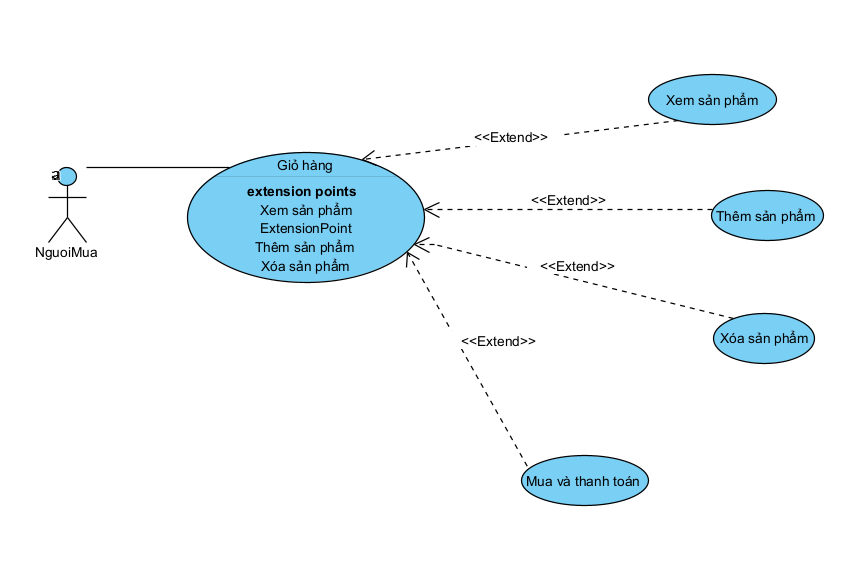 Xem sản phẩm
<<Extend>>
Giỏ hàng
a
extension points
Xem sản phẩm
ExtensionPoint
Thêm sản phẩm
Xóa sản phẩm
<<Extend>>
Thêm sản phẩm
NguoiMua
<<Extend>>
Xóa sản phẩm
<<Extend>>
Mua và thanh toán